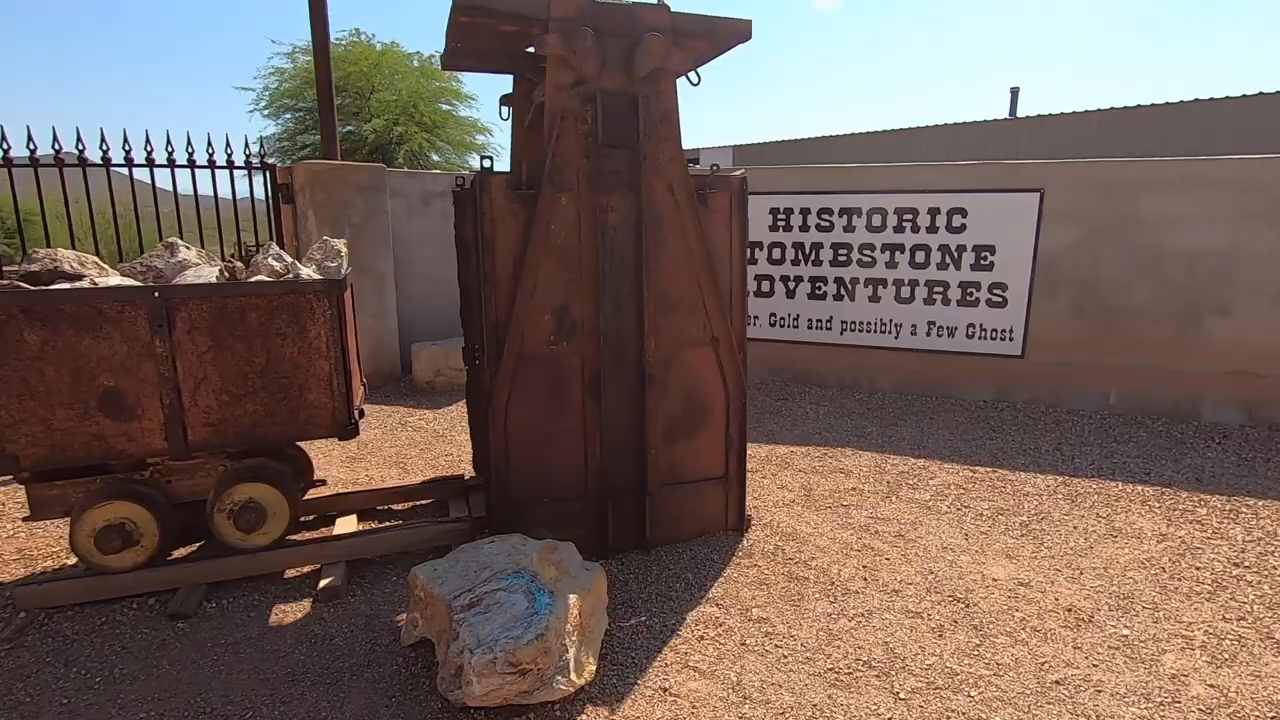 HISTORIC
TOMBSTONE
DVENTURES
er, Gold and possibly a Few Ghost